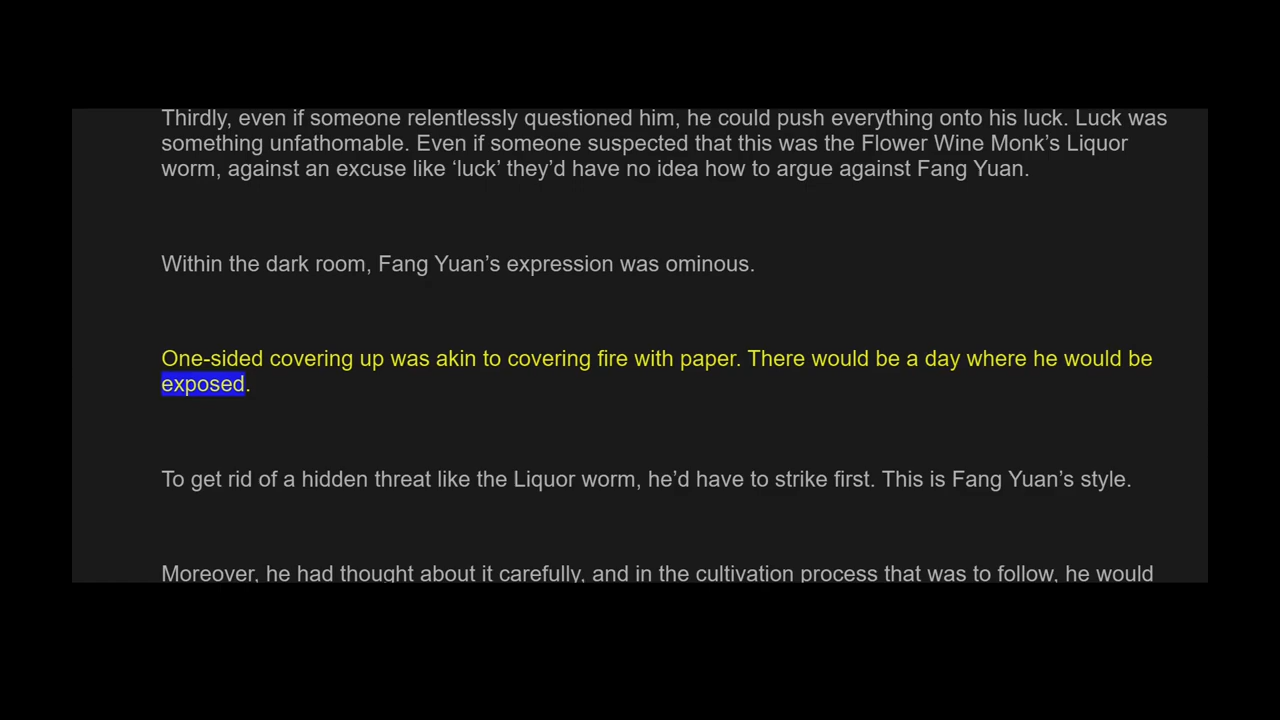 Thirdly, even if someone relentlessly questioned him, he could push everything onto his luck. Luck was
something unfathomable. Even if someone suspected that this was the Flower Wine Monk’s Liquor
worm, against an excuse like ‘luck’ they’d have no idea how to argue against Fang Yuan.
Within the dark room, Fang Yuan’s expression was ominous.
One-sided covering up was akin to covering fire with paper. There would be a day where he would be
exposed.
To get rid of a hidden threat like the Liquor worm, he’d have to strike first. This is Fang Yuan’s style.
Moreover, he had thought about it carefully, and in the cultivation process that was to follow, he would